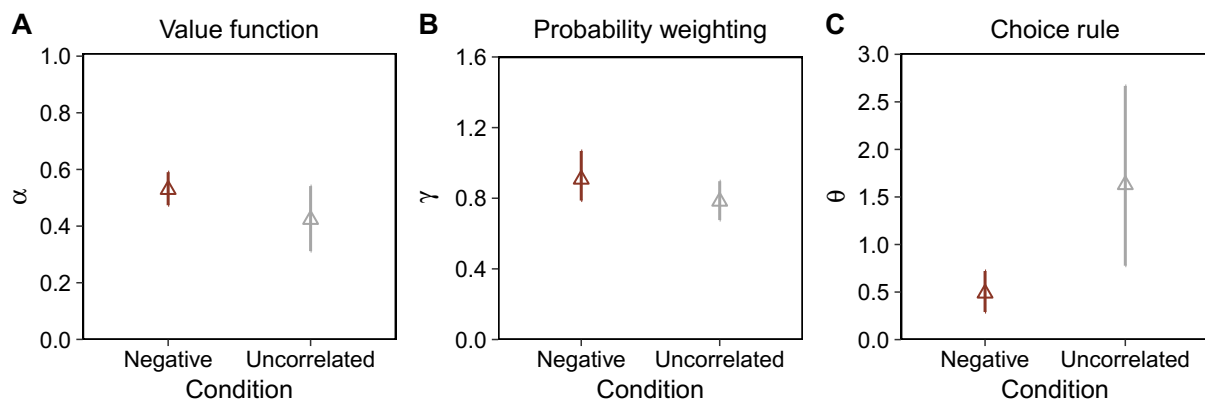 A Value function
1.0
0.8
0.6
0.4
0.2
0.0
α
Negative Uncorrelated
Condition
B Probability weighting
1.6
1.2
0.8
0.4
0.0
γ
Negative Uncorrelated
Condition
C Choice rule
3.0
2.5
2.0
1.5
1.0
0.5
0.0
θ
Negative Uncorrelated
Condition